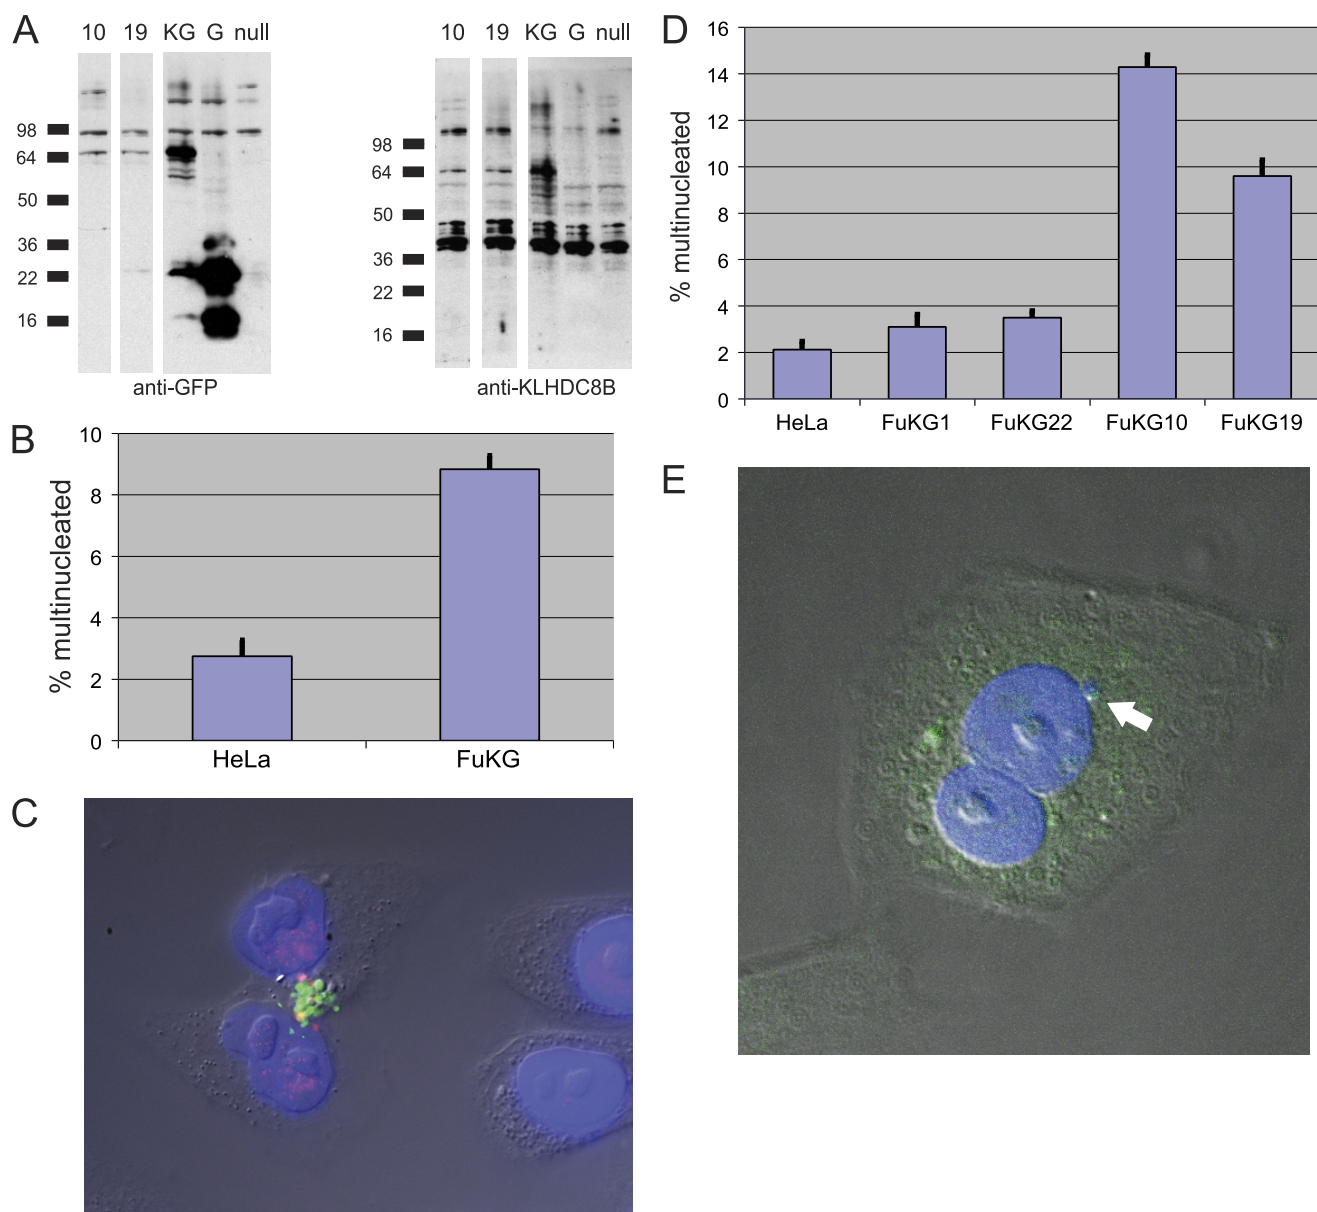 A
10 19 KG G null
98
64
50
36
22
16
anti-GFP
10 19 KG G null
98
64
50
36
22
16
anti-KLHDC8B
B
% multinucleated
10
8
6
4
2
0
HeLa FuKG
C
D
% multinucleated
16
14
12
10
8
6
4
2
0
HeLa FuKG1 FuKG22 FuKG10 FuKG19
E